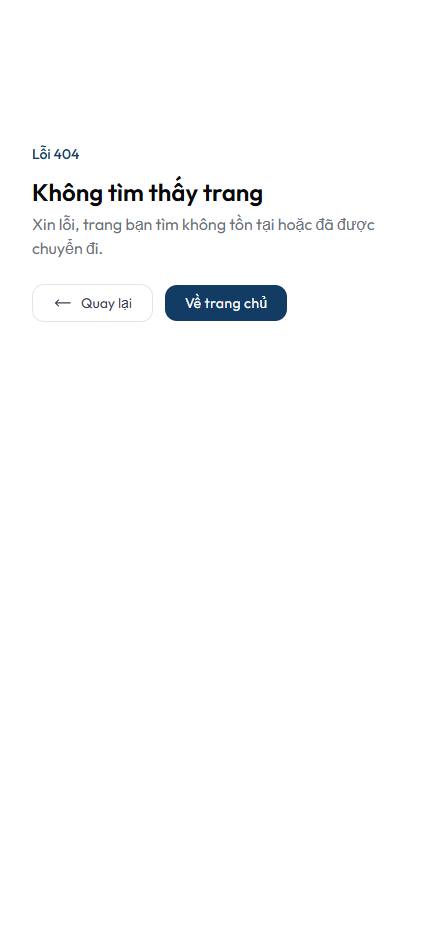 Lỗi 404
Không tìm thấy trang
Xin lỗi, trang bạn tìm không tồn tại hoặc đã được
chuyển đi.
← Quay lại
Về trang chủ